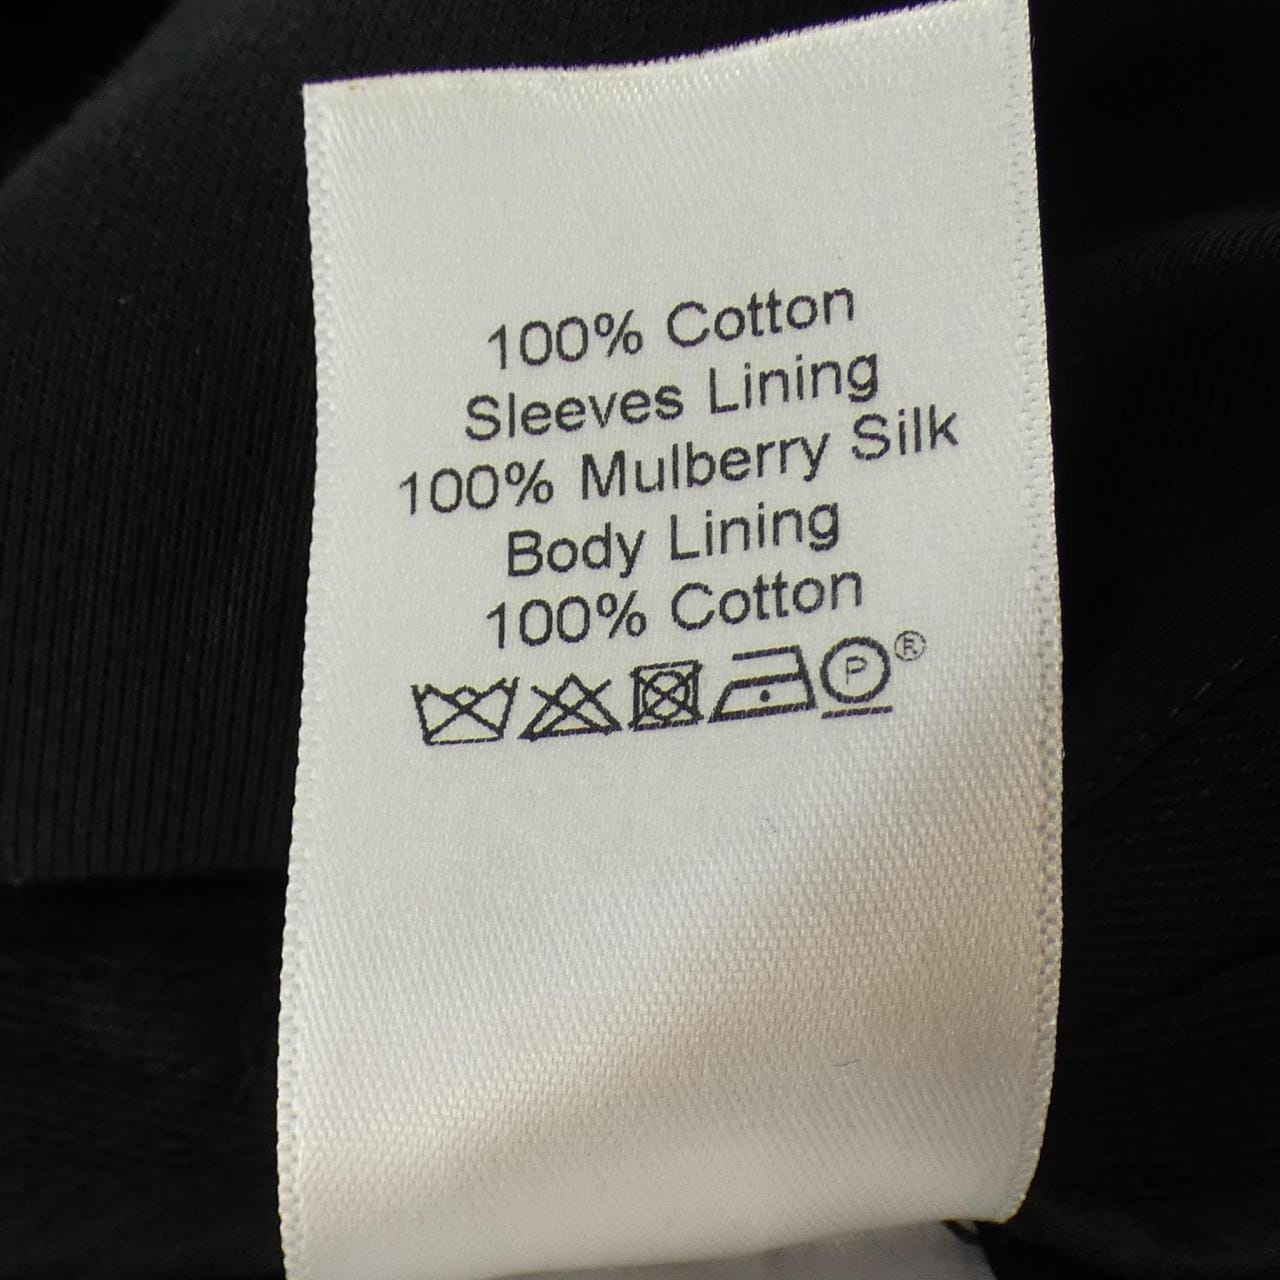 100% Cotton
Sleeves Lining
100% Mulberry Silk
Body Lining
100% Cotton
P ®